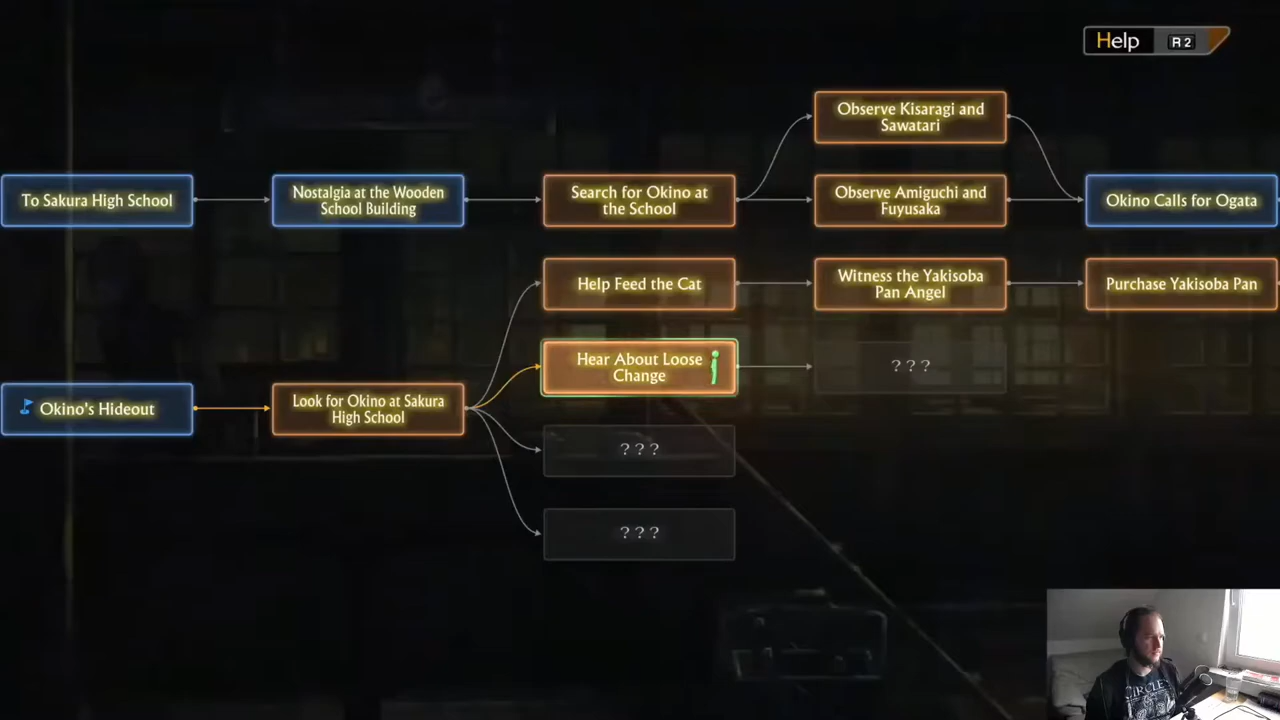 Help R2
Observe Kisaragi and
Sawatari
To Sakura High School
Nostalgia at the Wooden
School Building
Search for Okino at
the School
Observe Amiguchi and
Fuyusaka
Okino Calls for Ogata
Help Feed the Cat
Witness the Yakisoba
Pan Angel
Purchase Yakisoba Pan
Hear About Loose
Change
???
Okino's Hideout
Look for Okino at Sakura
High School
???
???
CIRCLE